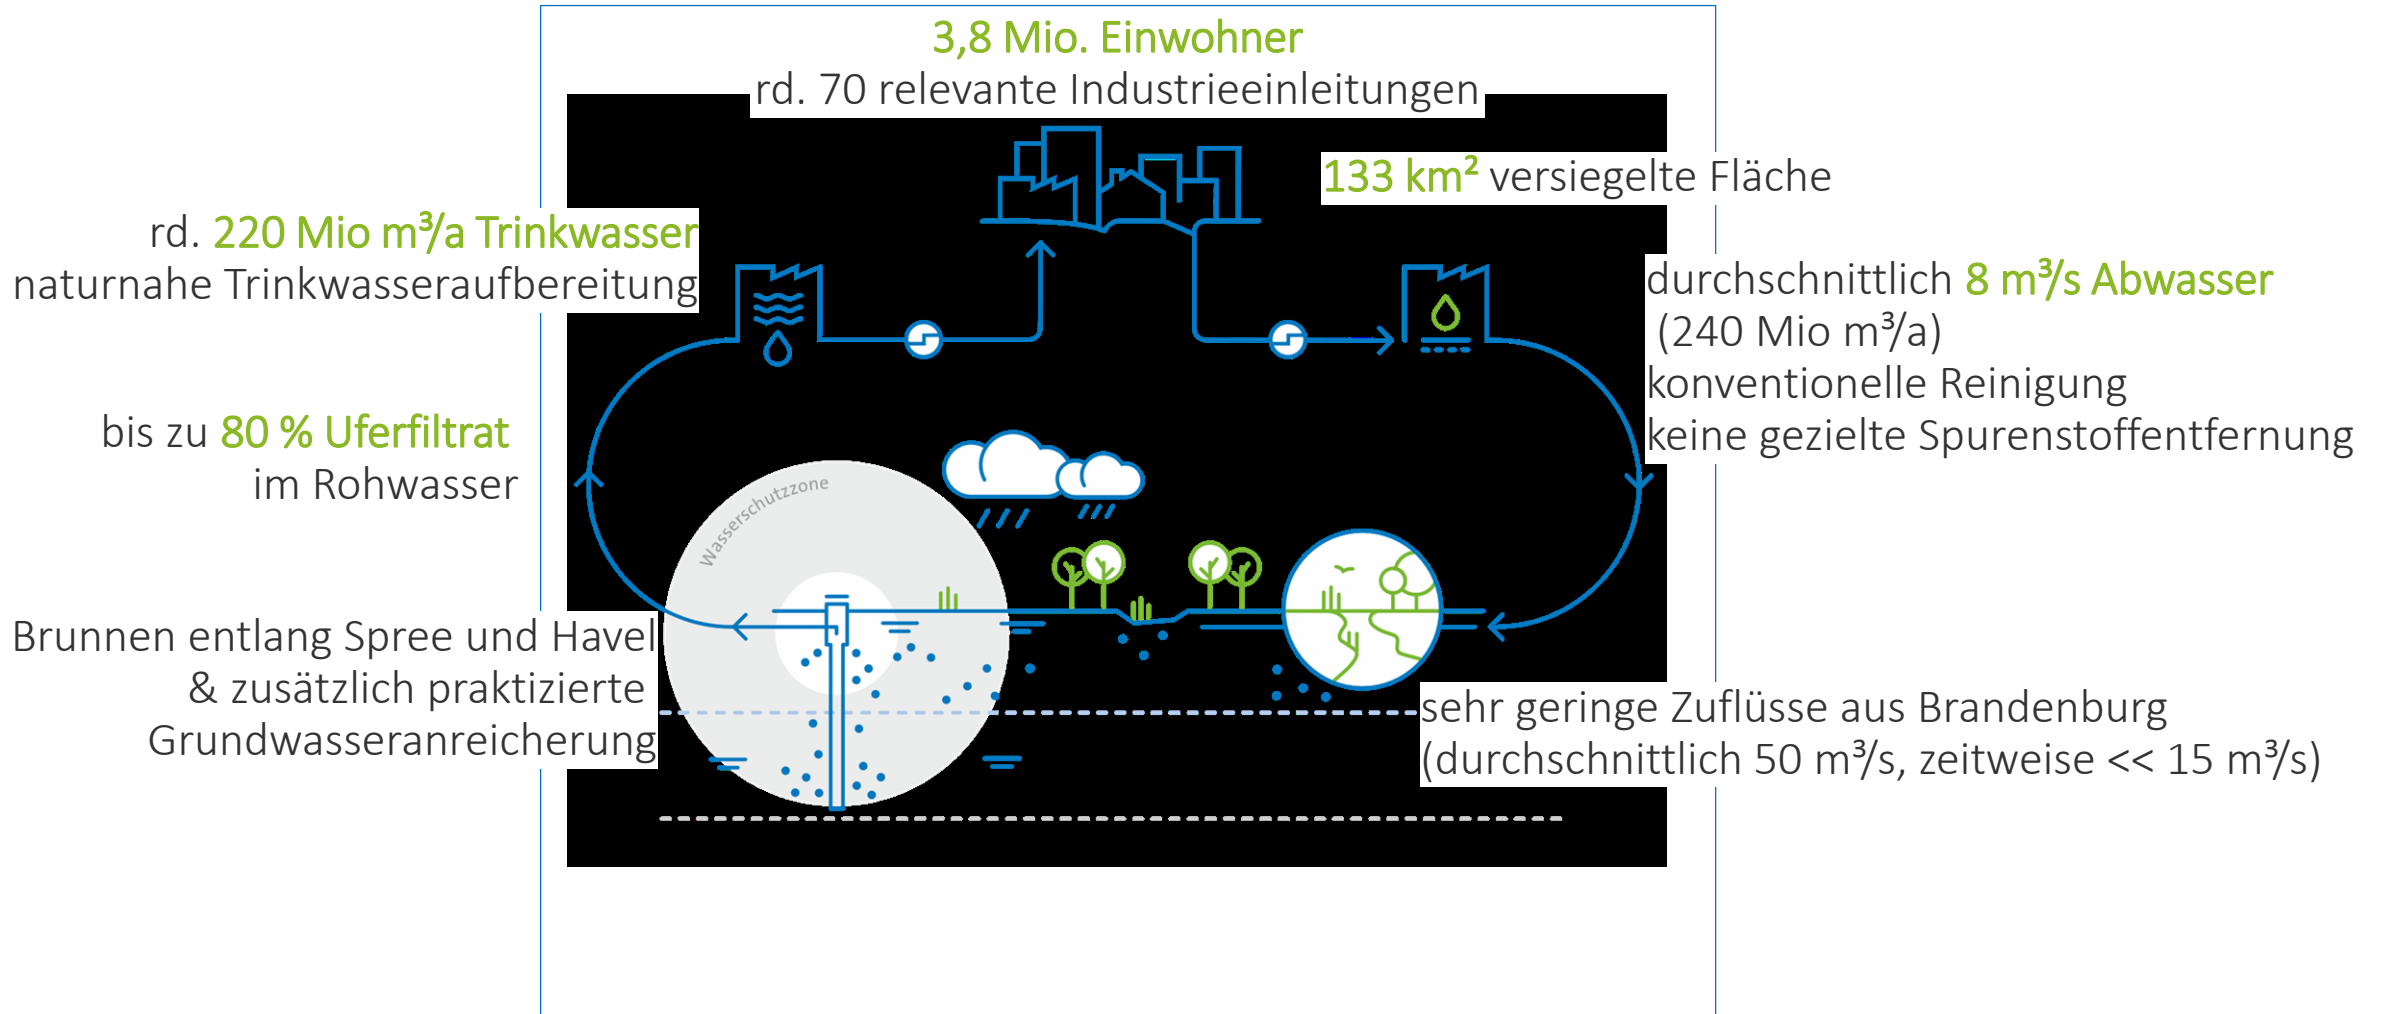 3,8 Mio. Einwohner
rd. 70 relevante Industrieeinleitungen
133 km² versiegelte Fläche
rd. 220 Mio m³/a Trinkwasser
naturnahe Trinkwasseraufbereitung
durchschnittlich 8 m³/s Abwasser
(240 Mio m³/a)
konventionelle Reinigung
keine gezielte Spurenstoffentfernung
bis zu 80 % Uferfiltrat
im Rohwasser
Wasserschutzzone
Brunnen entlang Spree und Havel
& zusätzlich praktizierte
Grundwasseranreicherung
sehr geringe Zuflüsse aus Brandenburg
(durchschnittlich 50 m³/s, zeitweise << 15 m³/s)